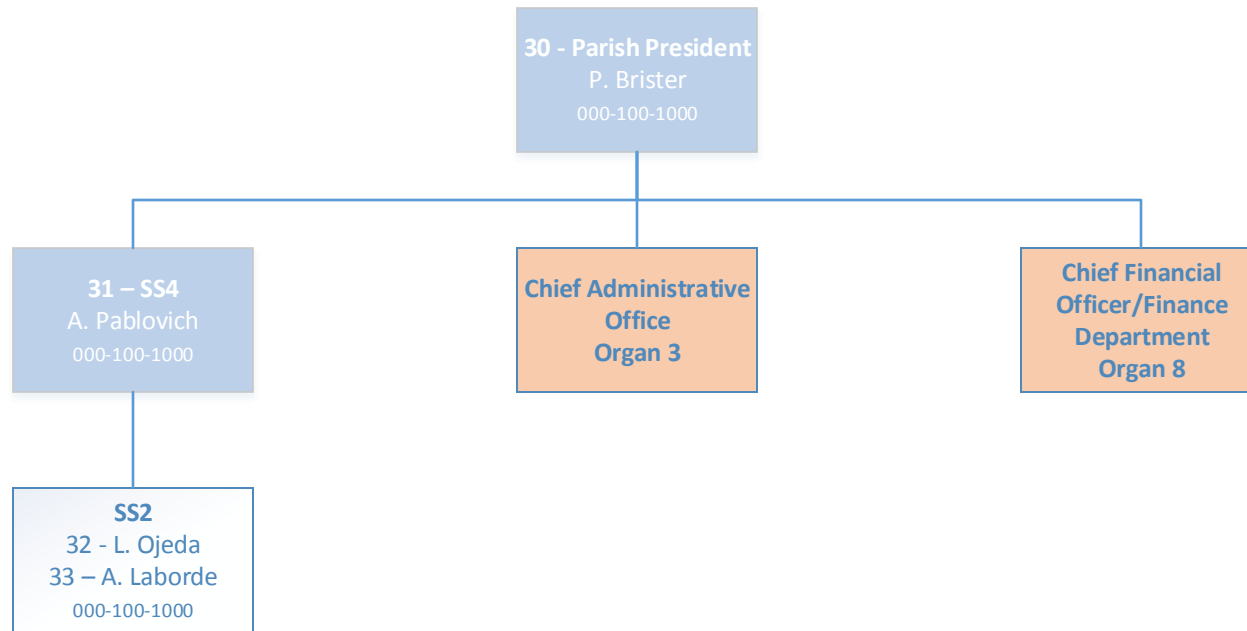 30 - Parish President
P. Brister
000-100-1000
31 – SS4
A. Pablovich
000-100-1000
Chief Administrative
Office
Organ 3
Chief Financial
Officer/Finance
Department
Organ 8
SS2
32 - L. Ojeda
33 – A. Laborde
000-100-1000